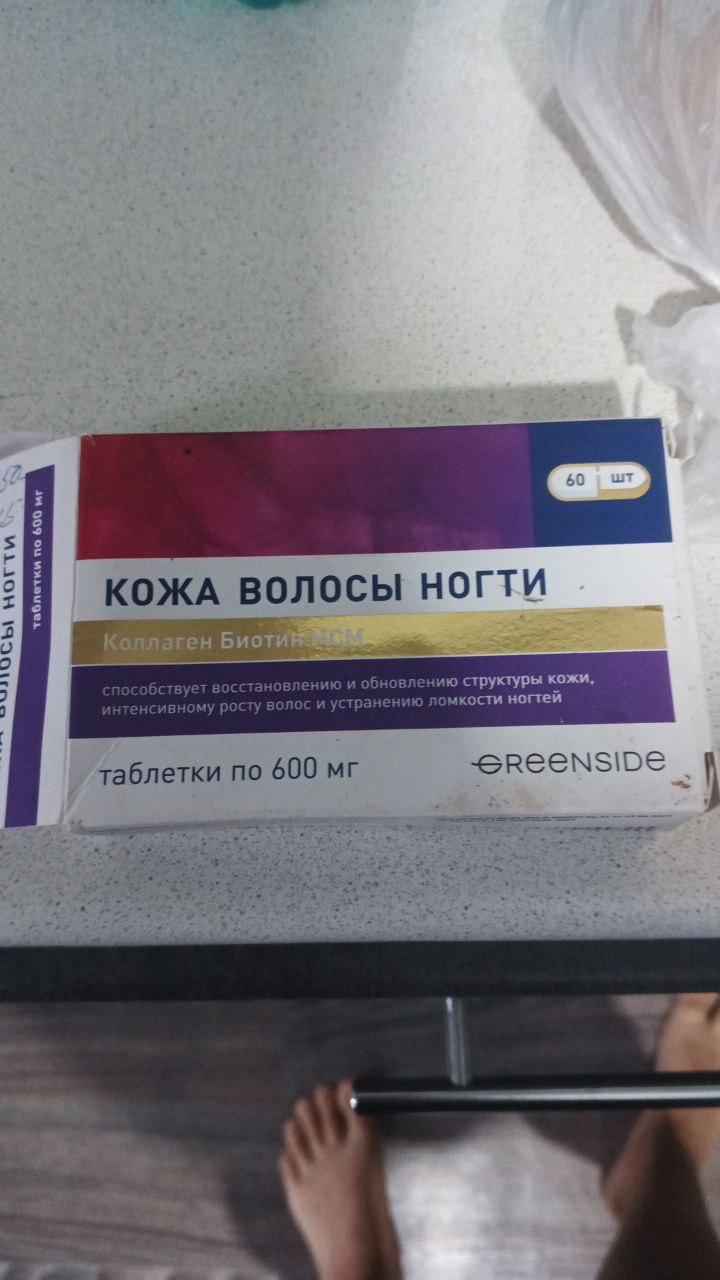 60 шт
КОЖА ВОЛОСЫ НОГТИ
Коллаген Биотин МСМ
способствует восстановлению и обновлению структуры кожи,
интенсивному росту волос и устранению ломкости ногтей
таблетки по 600 мг
GREENSIDE
таблетки по 600 мг
ВОЛОСЫ НОГТИ